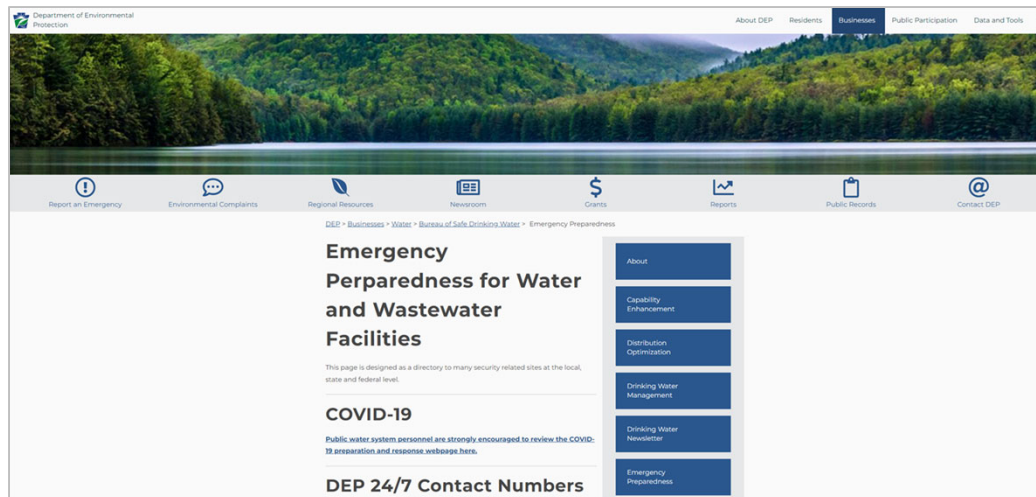 Department of Environmental
Protection
About DEP
Residents
Businesses
Public Participation
Data and Tools
Report an Emergency
Environmental Complaints
Regional Resources
Newsroom
Grants
Reports
Public Records
Contact DEP
DEP > Businesses > Water > Bureau of Safe Drinking Water > Emergency Preparedness
Emergency
Perparedness for Water
and Wastewater
Facilities
This page is designed as a directory to many security related sites at the local,
state and federal level.
COVID-19
Public water system personnel are strongly encouraged to review the COVID-
19 preparation and response webpage here.
DEP 24/7 Contact Numbers
About
Capability
Enhancement
Distribution
Optimization
Drinking Water
Management
Drinking Water
Newsletter
Emergency
Preparedness